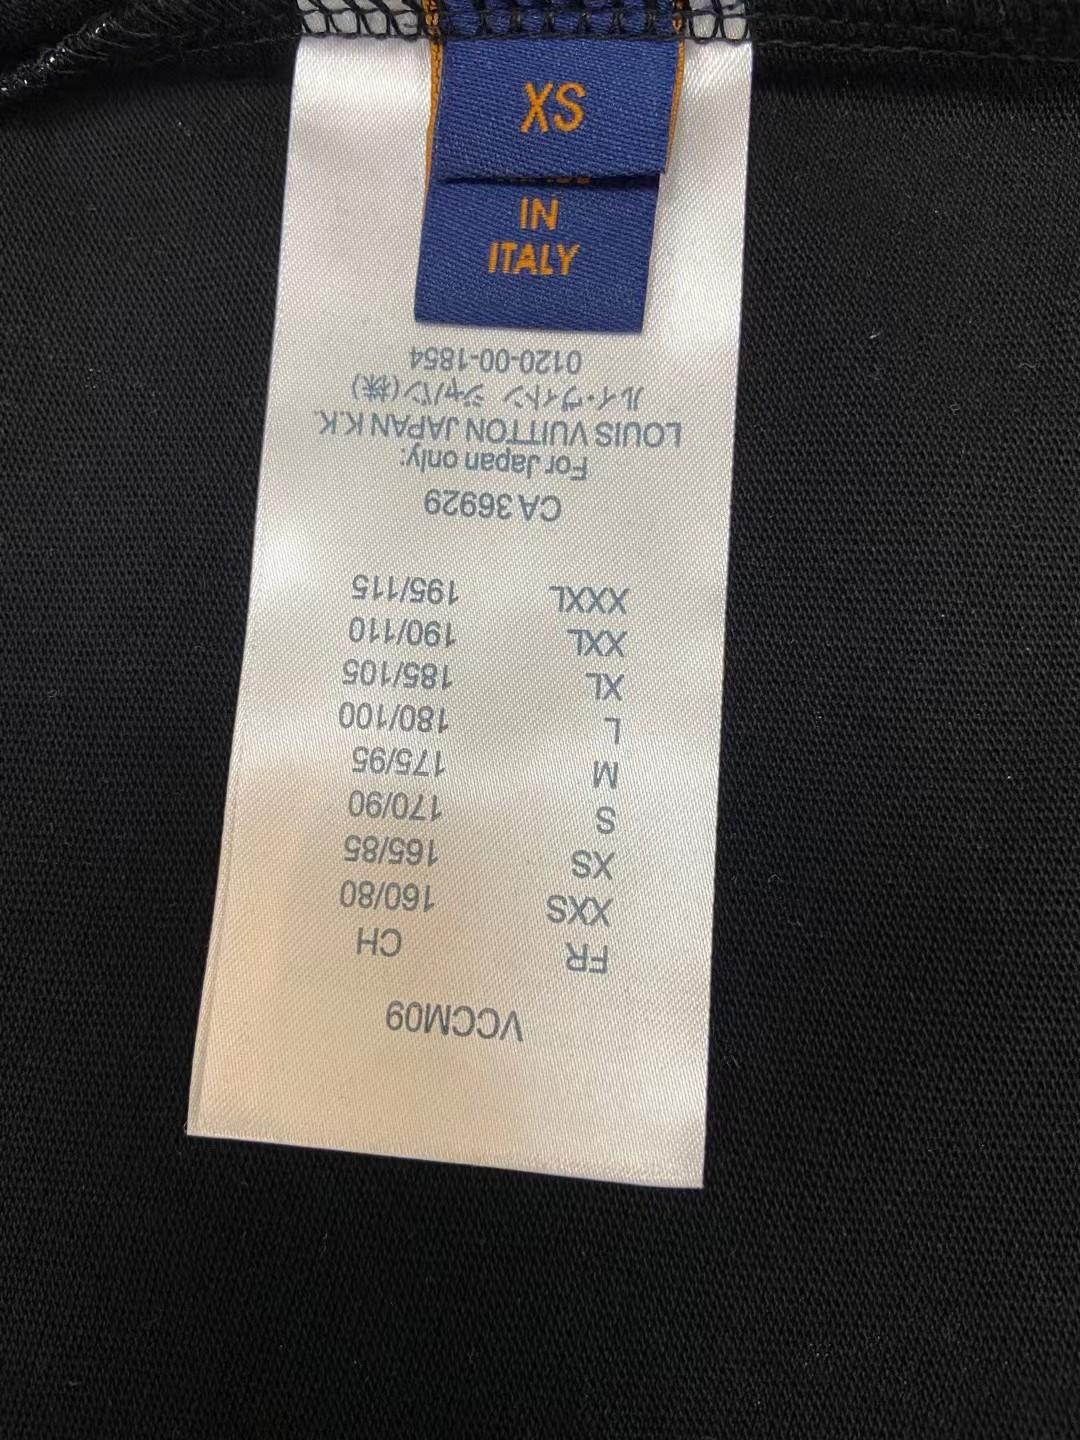 XS
IN
ITALY
VCCM09
FR CH
XXS 160/80
XS 165/85
S 170/90
M 175/95
L 180/100
XL 185/105
XXL 190/110
XXXL 195/115
CA 36929
For Japan only:
LOUIS VUITTON JAPAN K.K.
ルイ・ヴィトン ジャパン(株)
0120-00-1854